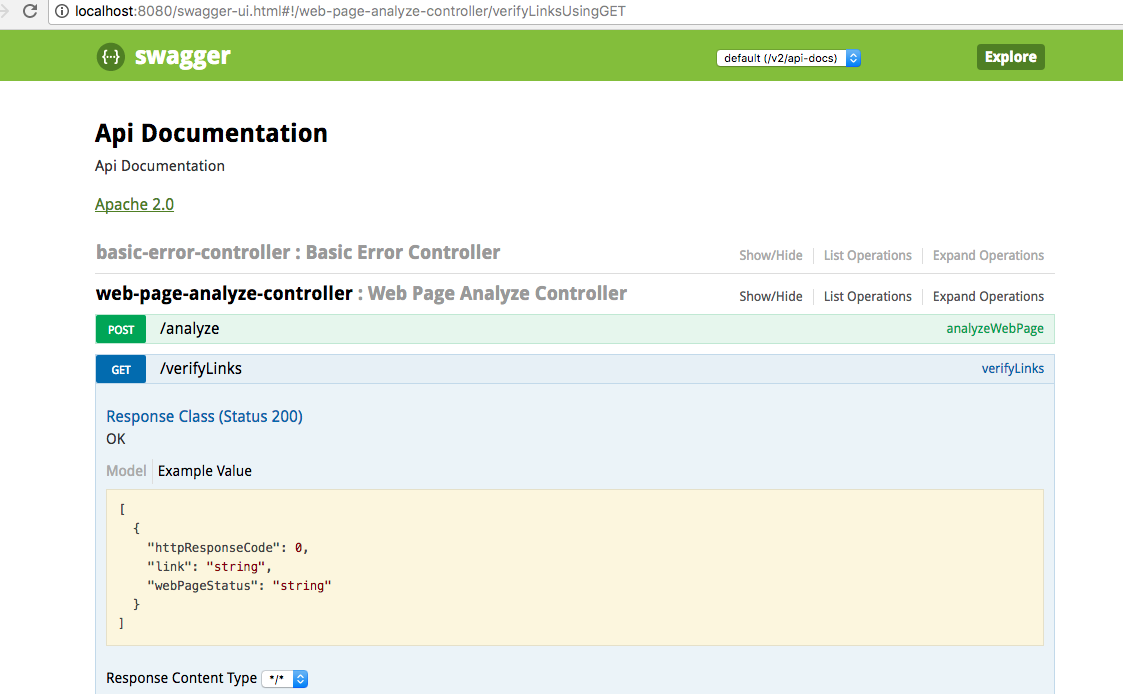 localhost:8080/swagger-ui.html#!/web-page-analyze-controller/verifyLinksUsingGET
{··} swagger default (/v2/api-docs) Explore
Api Documentation
Api Documentation
Apache 2.0
basic-error-controller : Basic Error Controller Show/Hide List Operations Expand Operations
web-page-analyze-controller : Web Page Analyze Controller Show/Hide List Operations Expand Operations
POST /analyze analyzeWebPage
GET /verifyLinks verifyLinks
Response Class (Status 200)
OK
Model Example Value
[
{
"httpResponseCode": 0,
"link": "string",
"webPageStatus": "string"
}
]
Response Content Type */*